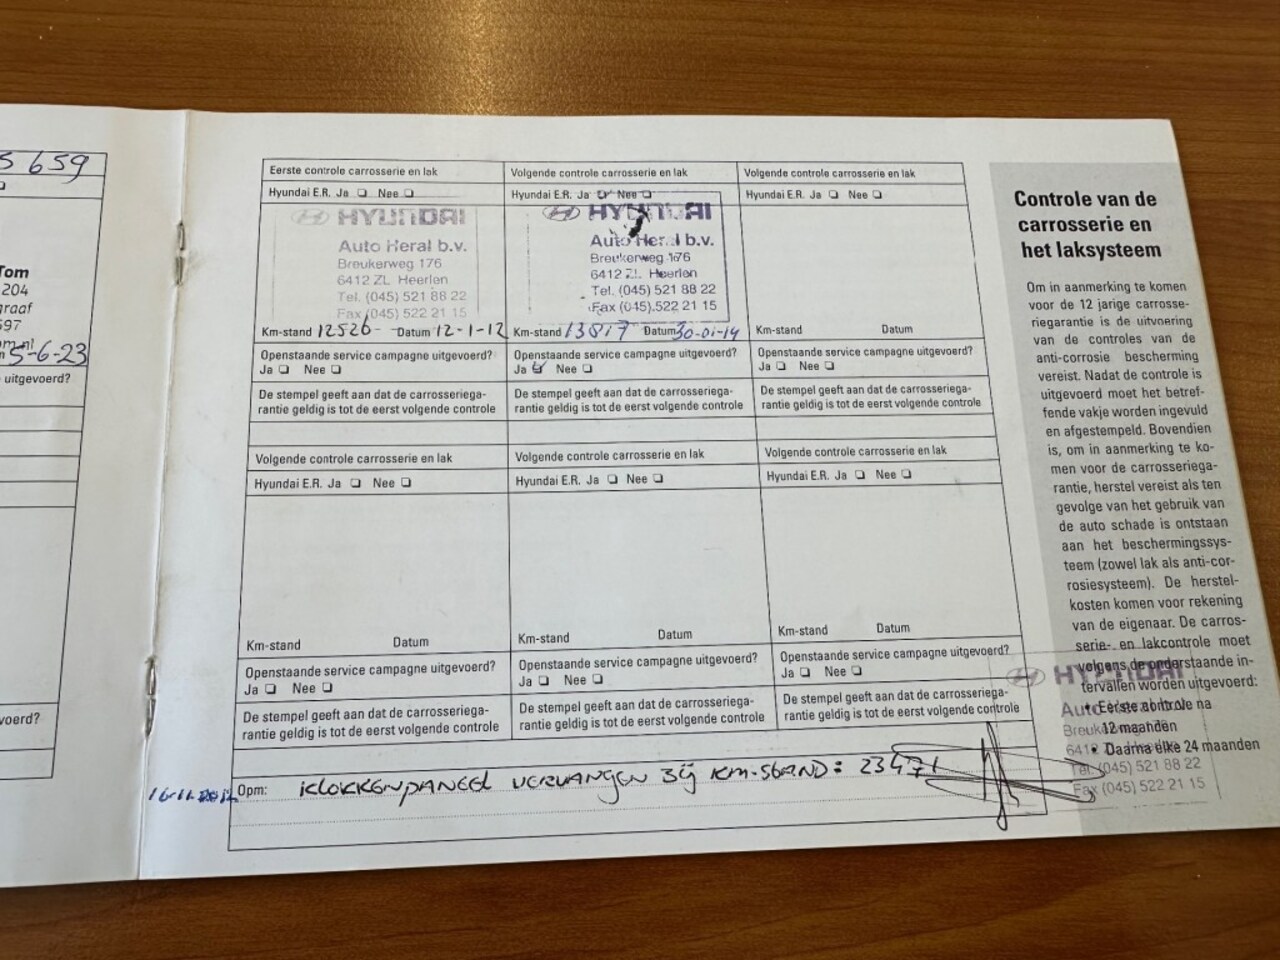 659
Tom
204
graaf
597
5-6-23
uitgevoerd?
voerd?
Eerste controle carrosserie en lak
Hyundai E.R. Ja ❏ Nee ❏
HYUNDAI
Auto Heral b.v.
Breukerweg 176
6412 ZL Heerlen
Tel. (045) 521 88 22
Fax (045) 522 21 15
Km-stand 12526- Datum 12-1-12
Openstaande service campagne uitgevoerd?
Ja ❏ Nee ❏
De stempel geeft aan dat de carrosseriega-
rantie geldig is tot de eerst volgende controle
Volgende controle carrosserie en lak
Hyundai E.R. Ja ❏ Nee ❏
HYUNDAI
Auto Heral b.v.
Breukerweg 176
6412 ZL Heerlen
Tel. (045) 521 88 22
Fax (045) 522 21 15
Km-stand 13817 Datum 30-01-14
Openstaande service campagne uitgevoerd?
Ja ❏ Nee ❏
De stempel geeft aan dat de carrosseriega-
rantie geldig is tot de eerst volgende controle
Volgende controle carrosserie en lak
Hyundai E.R. Ja ❏ Nee ❏
Km-stand Datum
Openstaande service campagne uitgevoerd?
Ja ❏ Nee ❏
De stempel geeft aan dat de carrosseriega-
rantie geldig is tot de eerst volgende controle
Volgende controle carrosserie en lak
Hyundai E.R. Ja ❏ Nee ❏
Km-stand Datum
Openstaande service campagne uitgevoerd?
Ja ❏ Nee ❏
De stempel geeft aan dat de carrosseriega-
rantie geldig is tot de eerst volgende controle
Volgende controle carrosserie en lak
Hyundai E.R. Ja ❏ Nee ❏
Km-stand Datum
Openstaande service campagne uitgevoerd?
Ja ❏ Nee ❏
De stempel geeft aan dat de carrosseriega-
rantie geldig is tot de eerst volgende controle
Volgende controle carrosserie en lak
Hyundai E.R. Ja ❏ Nee ❏
Km-stand Datum
Openstaande service campagne uitgevoerd?
Ja ❏ Nee ❏
De stempel geeft aan dat de carrosseriega-
rantie geldig is tot de eerst volgende controle
Opm: KLOKKENPANEEL VERVANGEN BIJ KM-STAND: 23471
Controle van de
carrosserie en
het laksysteem
Om in aanmerking te komen
voor de 12 jarige carrosse-
riegarantie is de uitvoering
van de controles van de
anti-corrosie bescherming
vereist. Nadat de controle is
uitgevoerd moet het betref-
fende vakje worden ingevuld
en afgestempeld. Bovendien
is, om in aanmerking te ko-
men voor de carrosseriega-
rantie, herstel vereist als ten
gevolge van het gebruik van
de auto schade is ontstaan
aan het beschermingssys-
teem (zowel lak als anti-cor-
rosiesysteem). De herstel-
kosten komen voor rekening
van de eigenaar. De carros-
serie- en lakcontrole moet
volgens de onderstaande in-
tervallen worden uitgevoerd:
• Eerste controle na
12 maanden
• Daarna elke 24 maanden
HYUNDAI
Auto
6412
Tel. (045) 521 88 22
Fax (045) 522 21 15